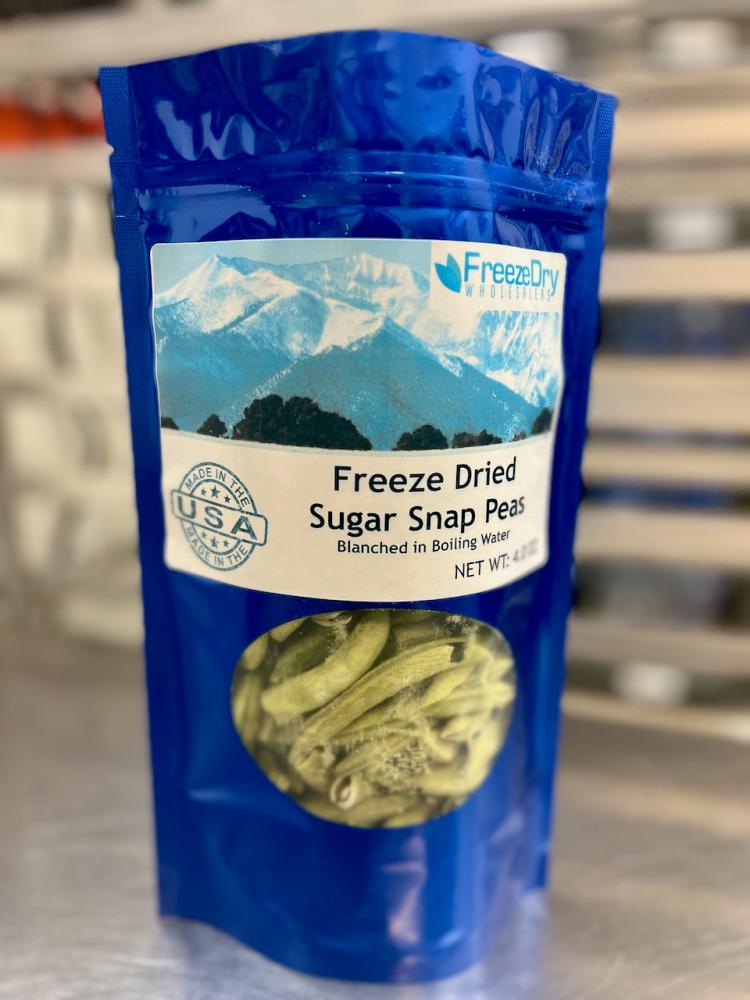 FreezeDry
WHOLESALERS
Freeze Dried
Sugar Snap Peas
Blanched in Boiling Water
NET WT: 4.0
MADE IN THE
USA
MADE IN THE